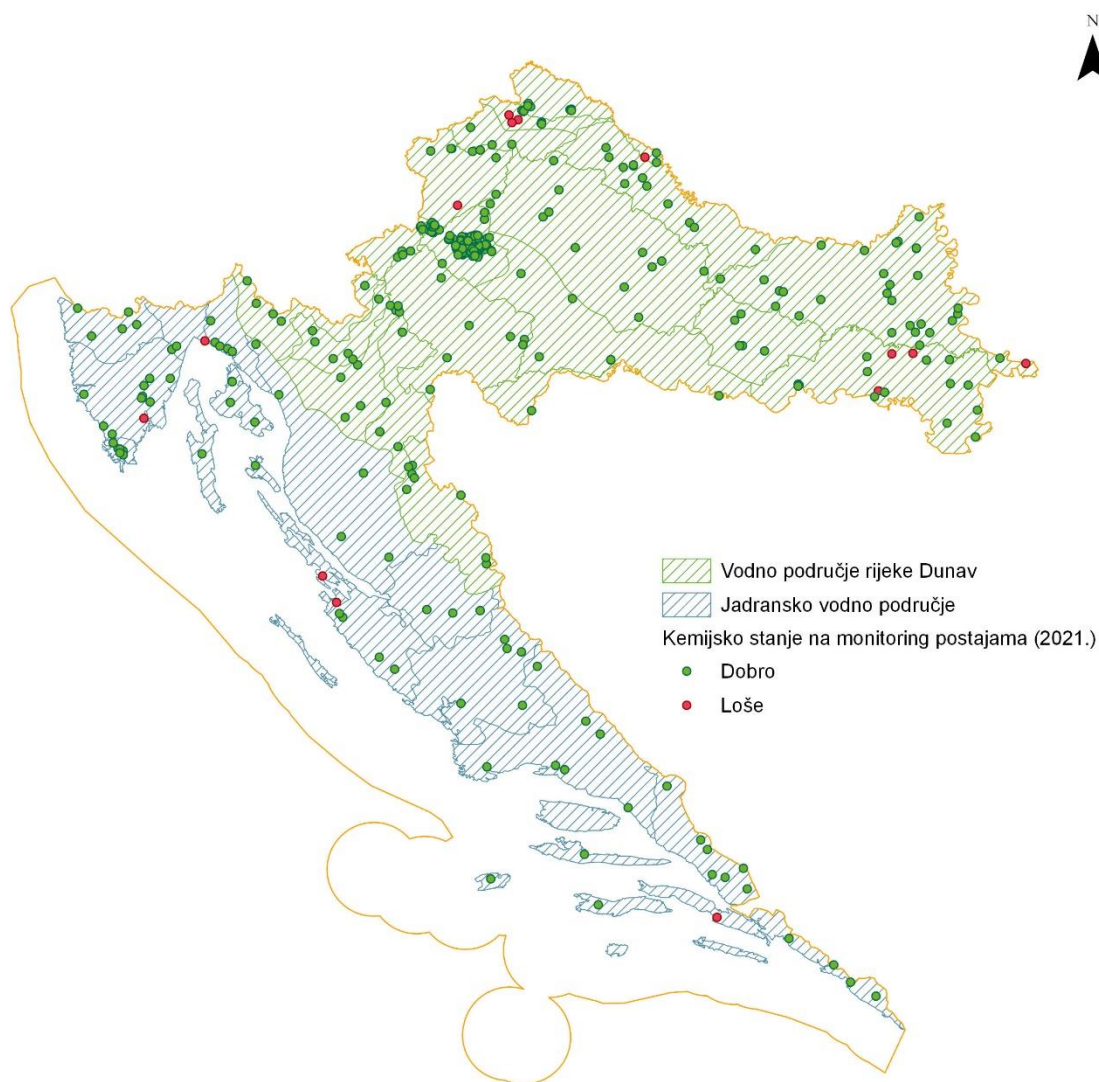 N
Vodno područje rijeke Dunav
Jadransko vodno područje
Kemijsko stanje na monitoring postajama (2021.)
Dobro
Loše